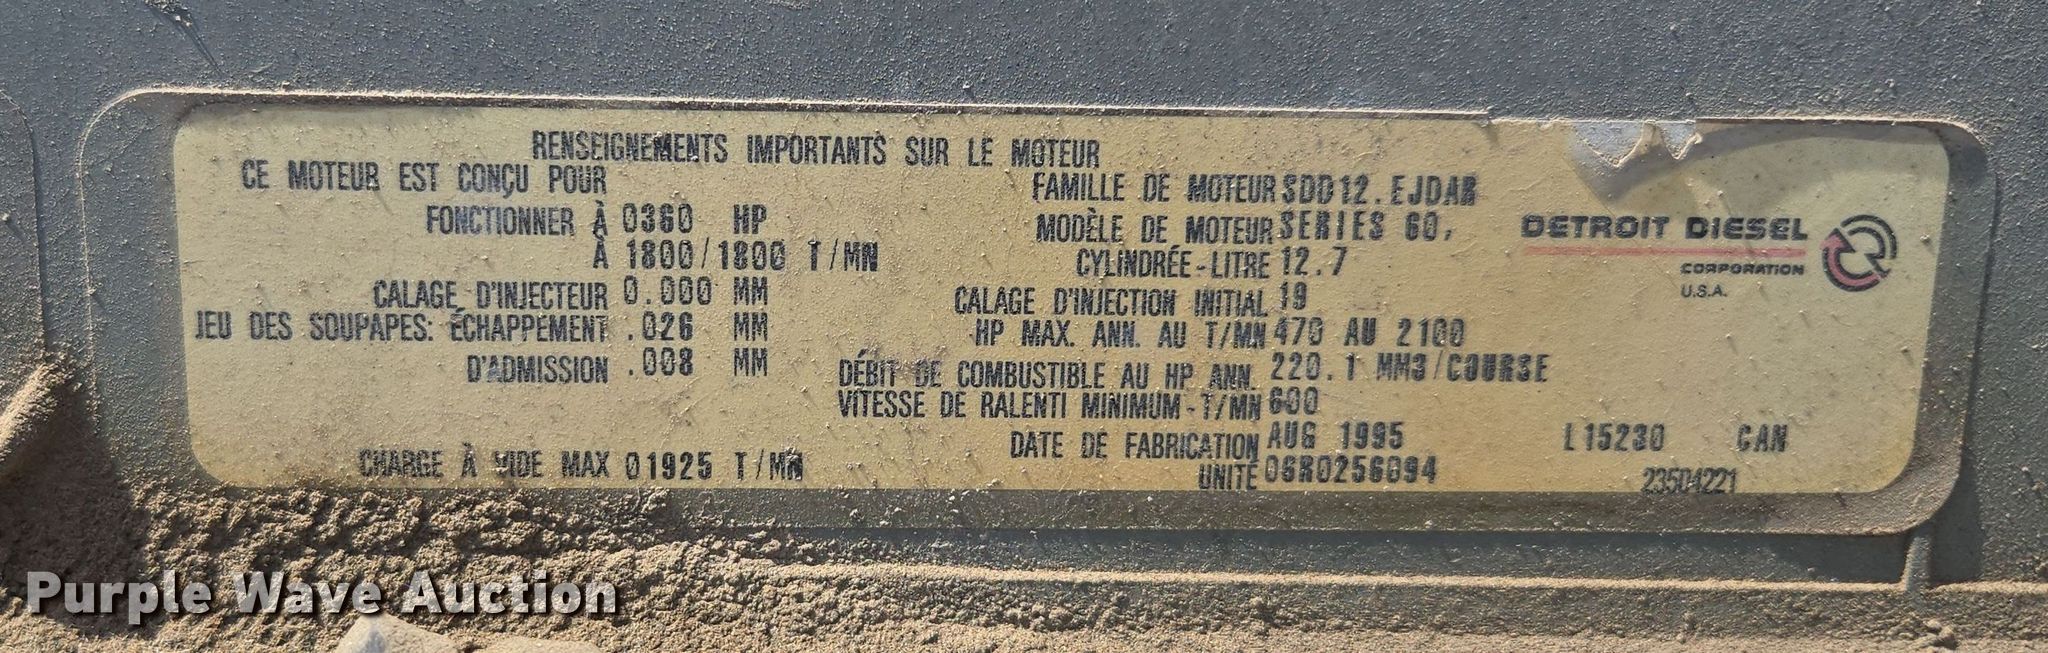 RENSEIGNEMENTS IMPORTANTS SUR LE MOTEUR
CE MOTEUR EST CONÇU POUR
FONCTIONNER À 0360 HP
À 1800/1800 T/MN
CALAGE D'INJECTEUR 0.000 MM
JEU DES SOUPAPES: ÉCHAPPEMENT .026 MM
D'ADMISSION .008 MM
CHARGE À VIDE MAX 01925 T/MN
FAMILLE DE MOTEUR SDD12.EJDAR
MODÈLE DE MOTEUR SERIES 60,
CYLINDRÉE-LITRE 12.7
CALAGE D'INJECTION INITIAL 19
HP MAX. ANN. AU T/MN 470 AU 2100
DÉBIT DE COMBUSTIBLE AU HP ANN. 220.1 MM3/COURSE
VITESSE DE RALENTI MINIMUM-T/MN 600
DATE DE FABRICATION AUG 1995 L15230 CAN
UNITÉ 06R0256094 23504221
DETROIT DIESEL
CORPORATION
U.S.A.
Purple Wave Auction